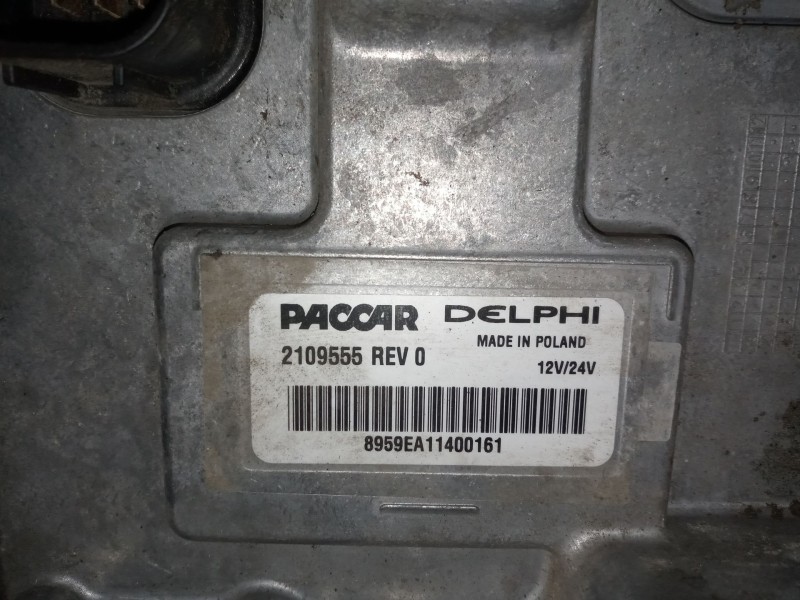 PACCAR DELPHI
MADE IN POLAND
2109555 REV 0
12V/24V
8959EA11400161